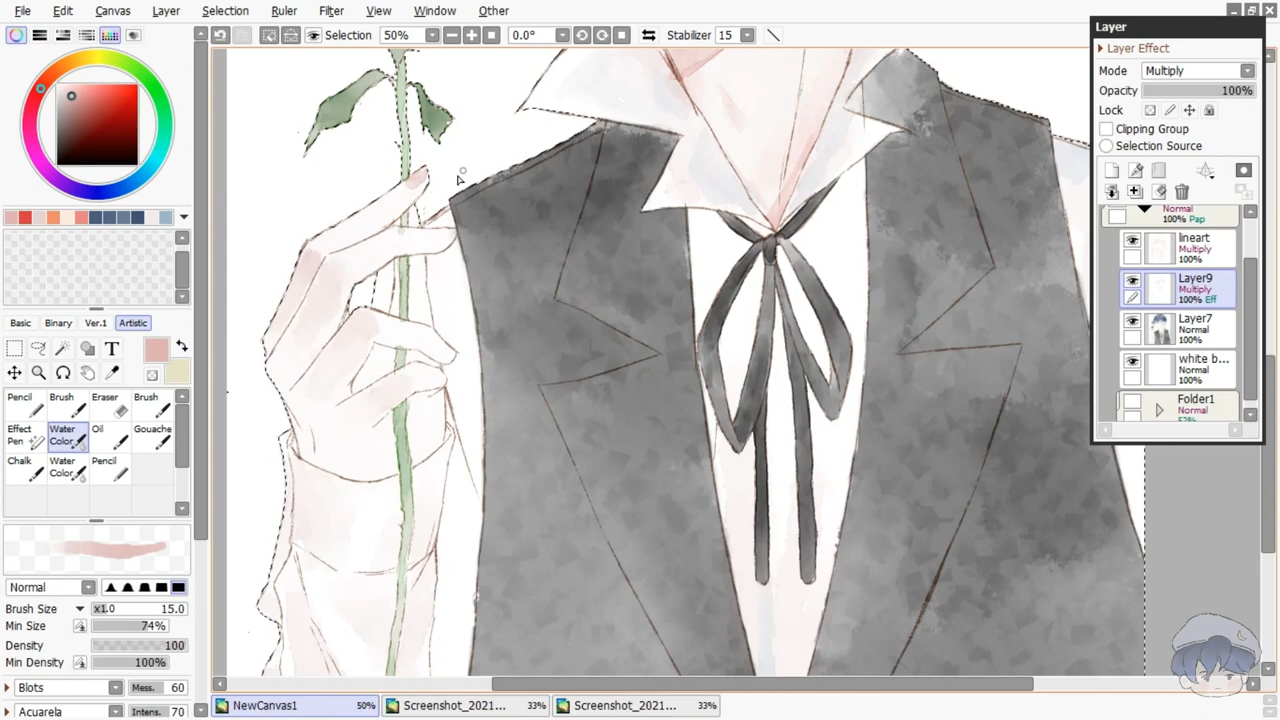 File Edit Canvas Layer Selection Ruler Filter View Window Other
Selection 50% 0.0° Stabilizer 15
Layer
Layer Effect
Mode Multiply
Opacity 100%
Lock
Clipping Group
Selection Source
Normal
100% Pap
lineart
Multiply
100%
Layer9
Multiply
100% Eff
Layer7
Normal
100%
white b...
Normal
100%
Folder1
Normal
Basic Binary Ver.1 Artistic
T
Pencil Brush Eraser Brush
Effect Pen Water Color Oil Gouache
Chalk Water Color Pencil
Normal
Brush Size x1.0 15.0
Min Size 74%
Density 100
Min Density 100%
Blots Mess. 60
Acuarela Intens. 70
NewCanvas1 50% Screenshot_2021... 33% Screenshot_2021... 33%